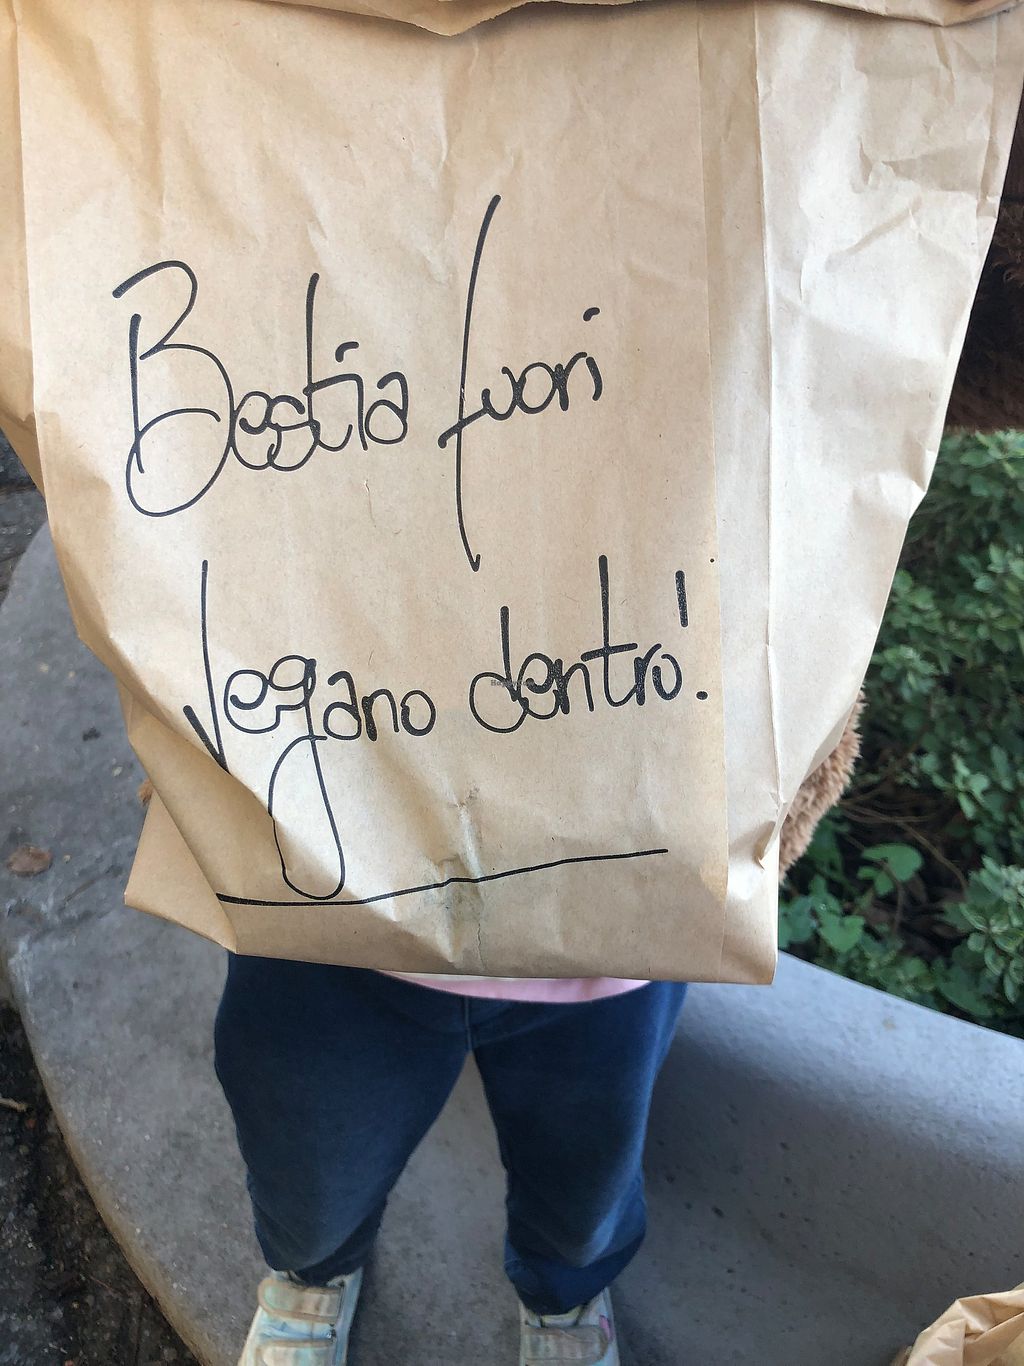 Bestia fuori
Vegano dentro!